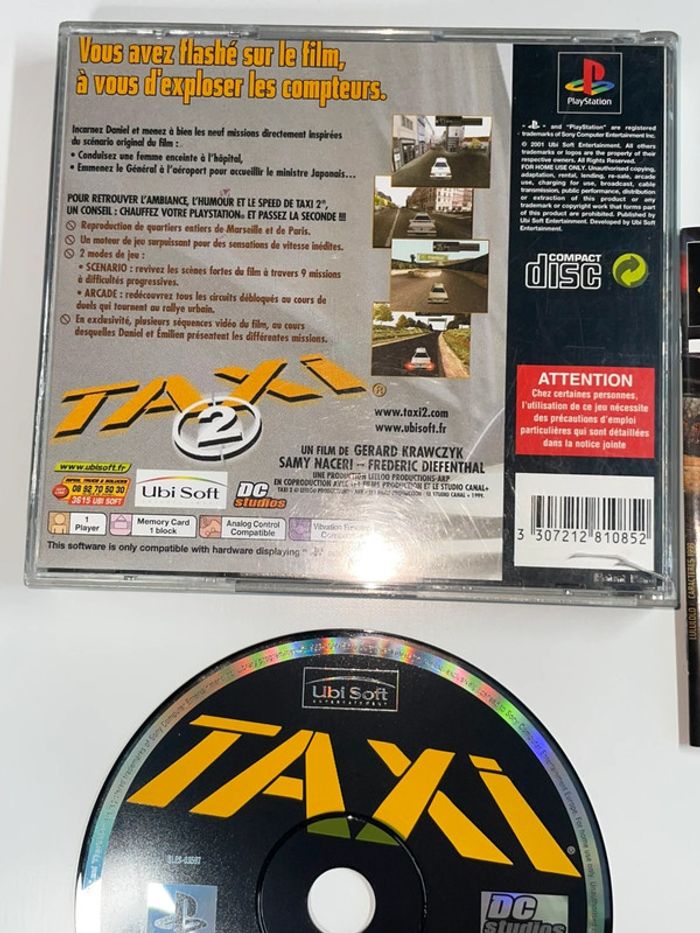 Vous avez flashé sur le film,
à vous d'exploser les compteurs.
Incarnez Daniel et menez à bien les neuf missions directement inspirées
du scénario original du film :
• Conduisez une femme enceinte à l'hôpital,
• Emmenez le Général à l'aéroport pour accueillir le ministre Japonais...
POUR RETROUVER L'AMBIANCE, L'HUMOUR ET LE SPEED DE TAXI 2®,
UN CONSEIL : CHAUFFEZ VOTRE PLAYSTATION® ET PASSEZ LA SECONDE !!!
Reproduction de quartiers entiers de Marseille et de Paris.
Un moteur de jeu surpuissant pour des sensations de vitesse inédites.
2 modes de jeu :
• SCENARIO : revivez les scènes fortes du film à travers 9 missions
à difficultés progressives.
• ARCADE : redécouvrez tous les circuits débloqués au cours de
duels qui tournent au rallye urbain.
En exclusivité, plusieurs séquences vidéo du film, au cours
desquelles Daniel et Émilien présentent les différentes missions.
TAXi
2
®
www.taxi2.com
www.ubisoft.fr
UN FILM DE GERARD KRAWCZYK
SAMY NACERI -- FREDERIC DIEFENTHAL
UNE PRODUCTION LEELOO PRODUCTIONS-ARP
www.ubisoft.fr
08 92 70 50 30
3615 UBI SOFT
Ubi Soft
DC
studios
1
Player
Memory Card
1 block
Analog Control
Compatible
Vibration
This software is only compatible with hardware displaying
PlayStation
and "PlayStation" are registered
trademarks of Sony Computer Entertainment Inc.
© 2001 Ubi Soft Entertainment. All others
trademarks or logos are the property of their
respective owners. All Rights Reserved.
FOR HOME USE ONLY. Unauthorised copying,
adaptation, rental, lending, re-sale, arcade
use, charging for use, broadcast, cable
transmission, public performance, distribution
or extraction of this product or any
trademark or copyright work that forms part
of this product are prohibited. Published by
Ubi Soft Entertainment. Developed by Ubi Soft
Entertainment.
COMPACT
disc
ATTENTION
Chez certaines personnes,
l'utilisation de ce jeu nécessite
des précautions d'emploi
particulières qui sont détaillées
dans la notice jointe
3 307212 810852
Ubi Soft
ENTERTAINMENT
TAXi
®
DC
studios